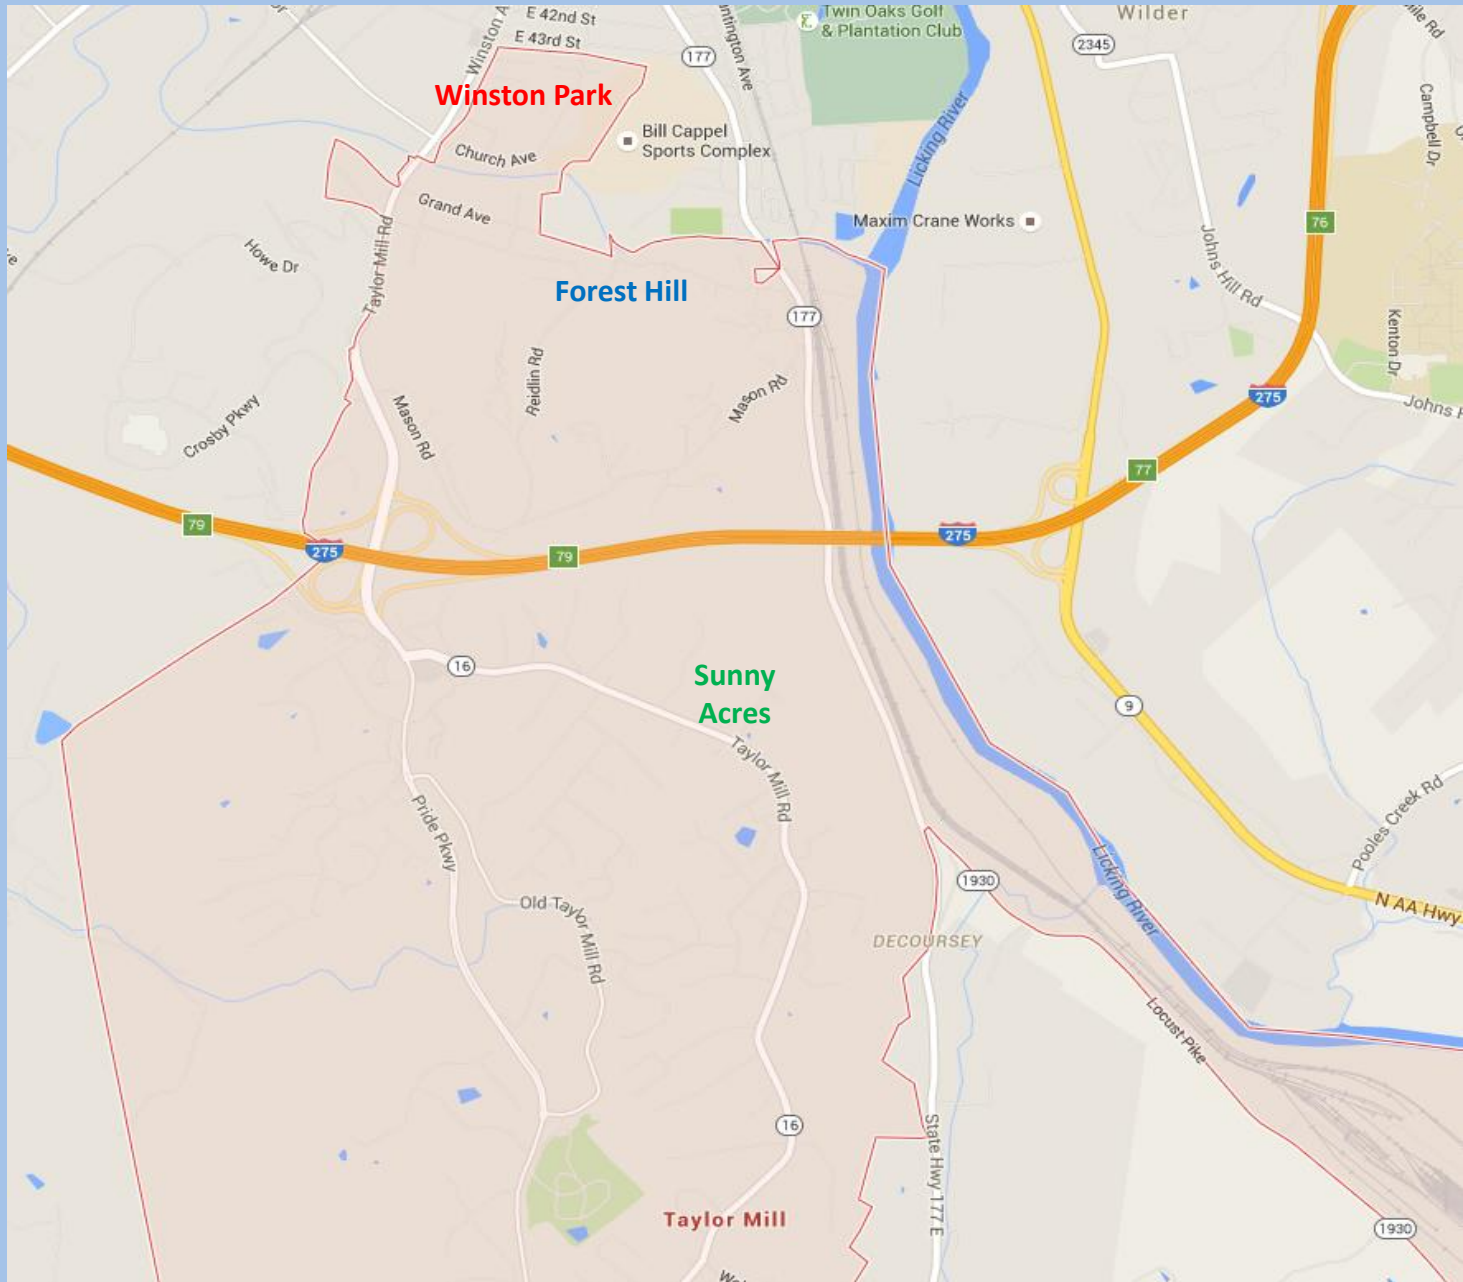 E 42nd St
E 43rd St
Winston A
177
untington Ave
Twin Oaks Golf
& Plantation Club
Wilder
2345
Winston Park
Bill Cappel
Sports Complex
Licking River
Campbell Dr
Church Ave
Grand Ave
Maxim Crane Works
76
Howe Dr
Taylor Mill Rd
Johns Hill Rd
Forest Hill
177
Kenton Dr
Reidlin Rd
Mason Rd
275
Johns H
Crosby Pkwy
Mason Rd
77
79
275
79
275
16
Sunny
Acres
9
Taylor Mill Rd
Pride Pkwy
Pooles Creek Rd
Licking River
1930
N AA Hwy
Old Taylor Mill Rd
DECOURSEY
Locust Pike
16
State Hwy 177 E
Taylor Mill
1930